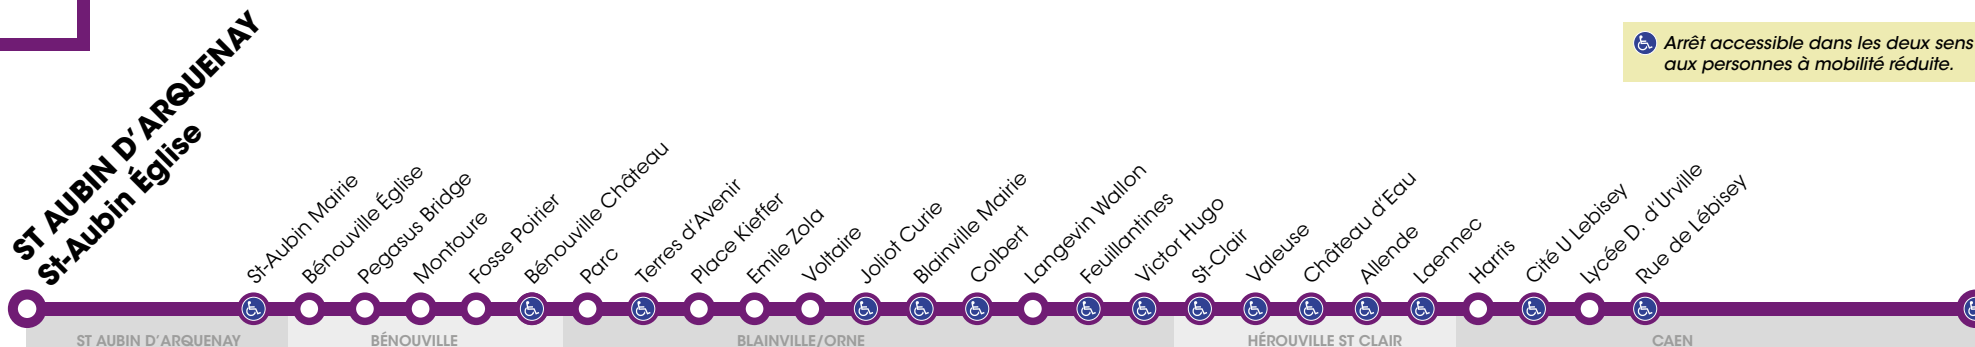 ST AUBIN D'ARQUENAY
St-Aubin Église
St-Aubin Mairie
Bénouville Église
Pegasus Bridge
Montoure
Fosse Poirier
Bénouville Château
Parc
Terres d'Avenir
Place Kieffer
Emile Zola
Voltaire
Joliot Curie
Blainville Mairie
Colbert
Langevin Wallon
Feuillantines
Victor Hugo
St-Clair
Valeuse
Château d'Eau
Allende
Laennec
Harris
Cité U Lebisey
Lycée D. d'Urville
Rue de Lébisey
Arrêt accessible dans les deux sens
aux personnes à mobilité réduite.
ST AUBIN D'ARQUENAY
BÉNOUVILLE
BLAINVILLE/ORNE
HÉROUVILLE ST CLAIR
CAEN